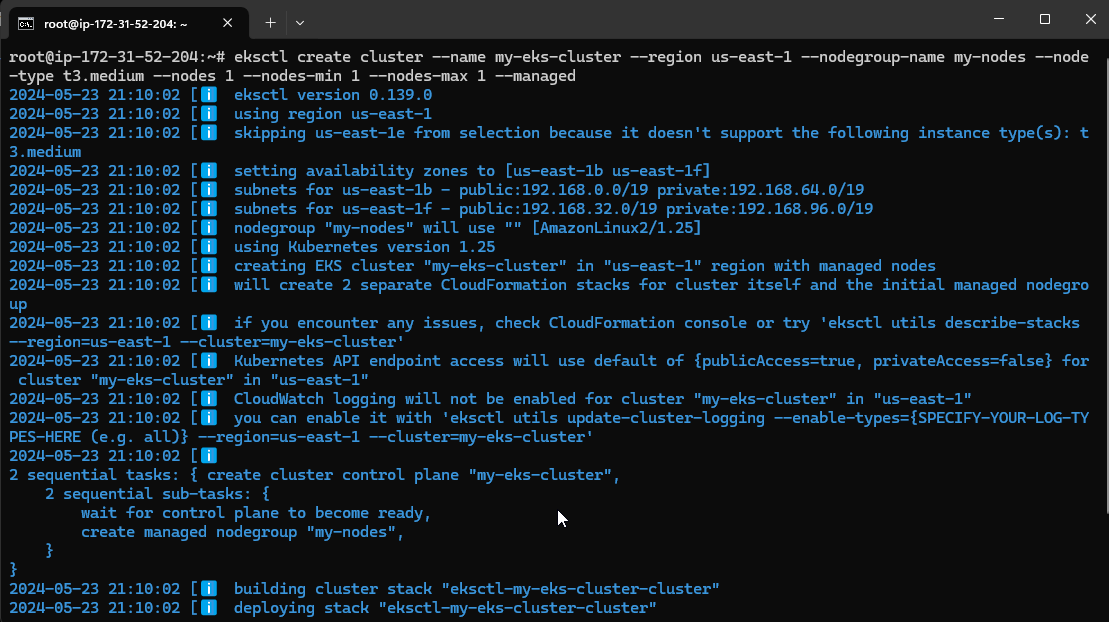 root@ip-172-31-52-204: ~
root@ip-172-31-52-204:~# eksctl create cluster --name my-eks-cluster --region us-east-1 --nodegroup-name my-nodes --node
-type t3.medium --nodes 1 --nodes-min 1 --nodes-max 1 --managed
2024-05-23 21:10:02 [i]  eksctl version 0.139.0
2024-05-23 21:10:02 [i]  using region us-east-1
2024-05-23 21:10:02 [i]  skipping us-east-1e from selection because it doesn't support the following instance type(s): t
3.medium
2024-05-23 21:10:02 [i]  setting availability zones to [us-east-1b us-east-1f]
2024-05-23 21:10:02 [i]  subnets for us-east-1b - public:192.168.0.0/19 private:192.168.64.0/19
2024-05-23 21:10:02 [i]  subnets for us-east-1f - public:192.168.32.0/19 private:192.168.96.0/19
2024-05-23 21:10:02 [i]  nodegroup "my-nodes" will use "" [AmazonLinux2/1.25]
2024-05-23 21:10:02 [i]  using Kubernetes version 1.25
2024-05-23 21:10:02 [i]  creating EKS cluster "my-eks-cluster" in "us-east-1" region with managed nodes
2024-05-23 21:10:02 [i]  will create 2 separate CloudFormation stacks for cluster itself and the initial managed nodegro
up
2024-05-23 21:10:02 [i]  if you encounter any issues, check CloudFormation console or try 'eksctl utils describe-stacks
--region=us-east-1 --cluster=my-eks-cluster'
2024-05-23 21:10:02 [i]  Kubernetes API endpoint access will use default of {publicAccess=true, privateAccess=false} for
 cluster "my-eks-cluster" in "us-east-1"
2024-05-23 21:10:02 [i]  CloudWatch logging will not be enabled for cluster "my-eks-cluster" in "us-east-1"
2024-05-23 21:10:02 [i]  you can enable it with 'eksctl utils update-cluster-logging --enable-types={SPECIFY-YOUR-LOG-TY
PES-HERE (e.g. all)} --region=us-east-1 --cluster=my-eks-cluster'
2024-05-23 21:10:02 [i]
2 sequential tasks: { create cluster control plane "my-eks-cluster",
    2 sequential sub-tasks: {
        wait for control plane to become ready,
        create managed nodegroup "my-nodes",
    }
}
2024-05-23 21:10:02 [i]  building cluster stack "eksctl-my-eks-cluster-cluster"
2024-05-23 21:10:02 [i]  deploying stack "eksctl-my-eks-cluster-cluster"